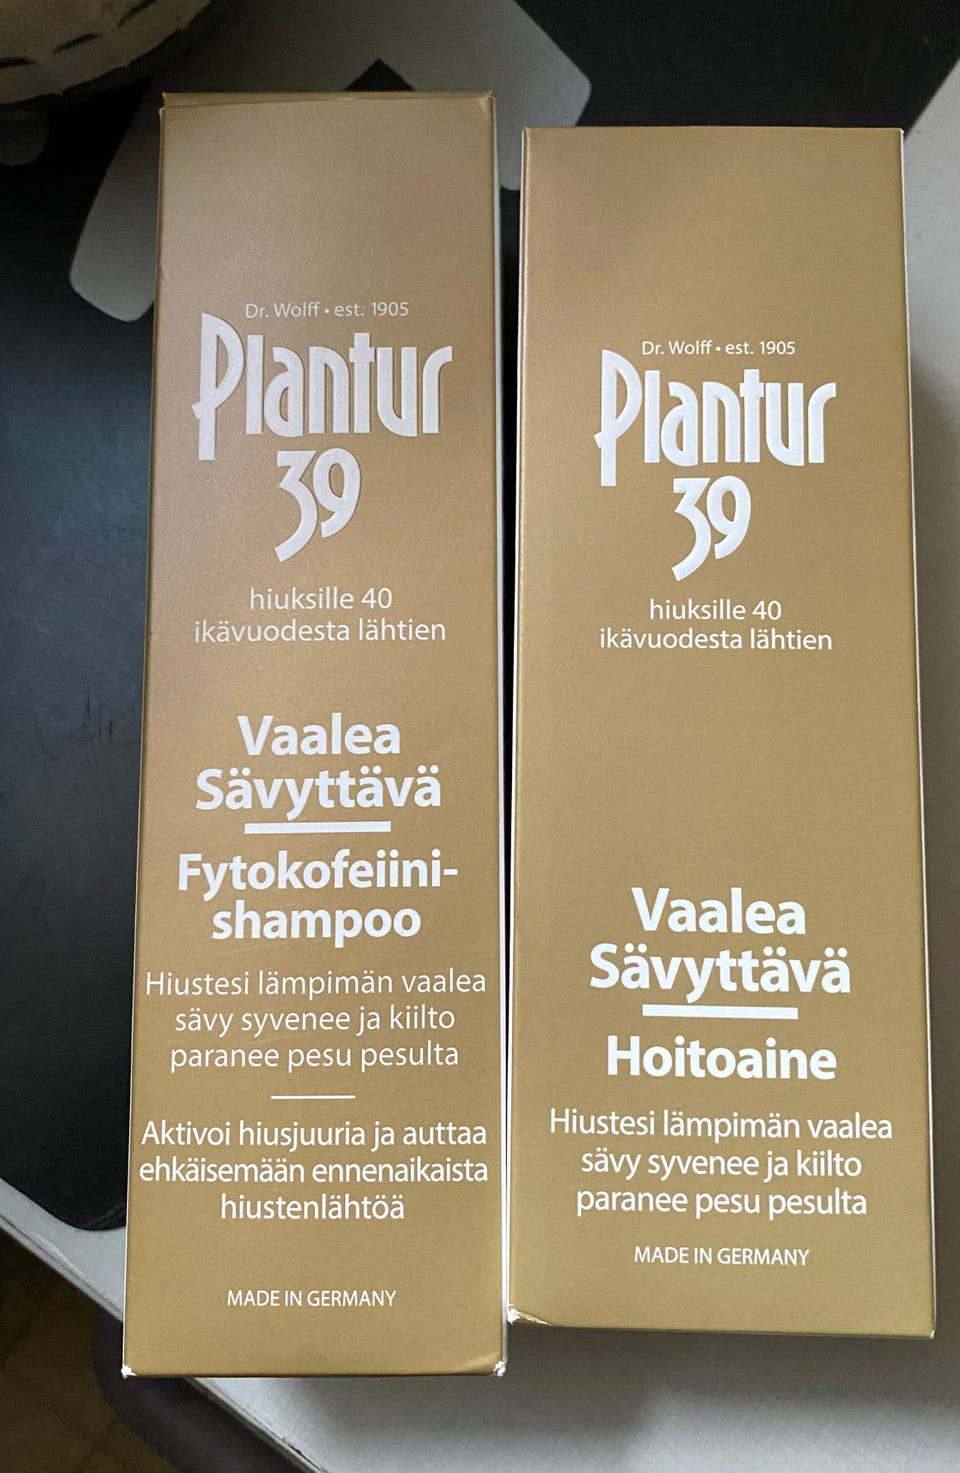 Dr. Wolff • est. 1905
Plantur
39
hiuksille 40
ikävuodesta lähtien
Vaalea
Sävyttävä
Fytokofeiini-
shampoo
Hiustesi lämpimän vaalea
sävy syvenee ja kiilto
paranee pesu pesulta
Aktivoi hiusjuuria ja auttaa
ehkäisemään ennenaikaista
hiustenlähtöä
MADE IN GERMANY
Dr. Wolff • est. 1905
Plantur
39
hiuksille 40
ikävuodesta lähtien
Vaalea
Sävyttävä
Hoitoaine
Hiustesi lämpimän vaalea
sävy syvenee ja kiilto
paranee pesu pesulta
MADE IN GERMANY